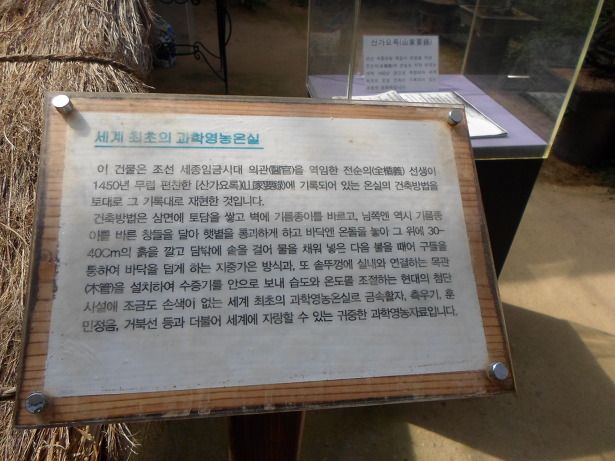 산가요록(山家要錄)
세계 최초의 과학영농온실
이 건물은 조선 세종임금시대 의관(醫官)을 역임한 전순의(全楯義) 선생이
1450년 무렵 편찬한 (산가요록)(山家要錄)에 기록되어 있는 온실의 건축방법을
토대로 그 기록대로 재현한 것입니다.
건축방법은 삼면에 토담을 쌓고 벽에 기름종이를 바르고, 남쪽엔 역시 기름종
이를 바른 창들을 달아 햇볕을 통과하게 하고 바닥엔 온돌을 놓아 그 위에 30-
40Cm의 흙을 깔고 담밖에 솥을 걸어 물을 채워 넣은 다음 불을 때어 구들을
통하여 바닥을 덥게 하는 지중가온 방식과, 또 솥뚜껑에 실내와 연결하는 목관
(木管)을 설치하여 수증기를 안으로 보내 습도와 온도를 조절하는 현대의 첨단
시설에 조금도 손색이 없는 세계 최초의 과학영농온실로 금속활자, 측우기, 훈
민정음, 거북선 등과 더불어 세계에 자랑할 수 있는 귀중한 과학영농자료입니다.